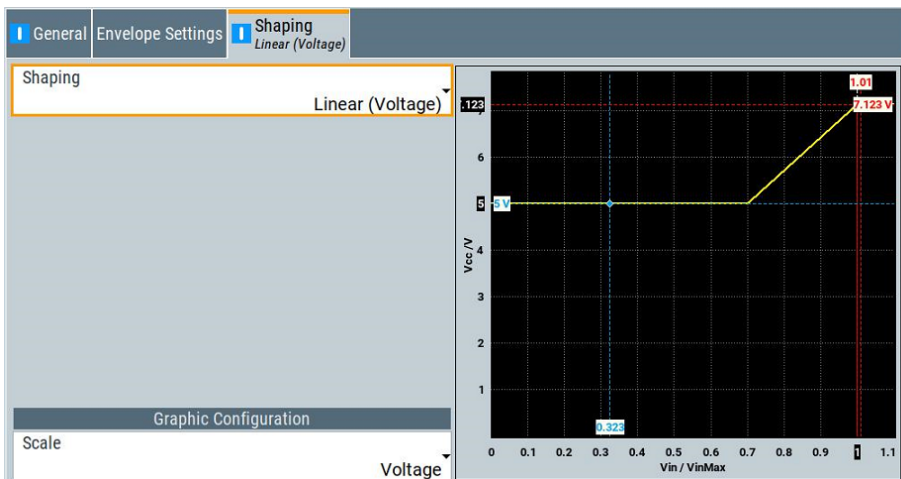 General
Envelope Settings
Shaping
Linear (Voltage)
Shaping
Linear (Voltage)
Graphic Configuration
Scale
Voltage
1.01
.123
7.123 V
7
6
5
5 V
4
3
2
1
Vcc /V
0.323
0 0.1 0.2 0.3 0.4 0.5 0.6 0.7 0.8 0.9 1 1.1
Vin / VinMax